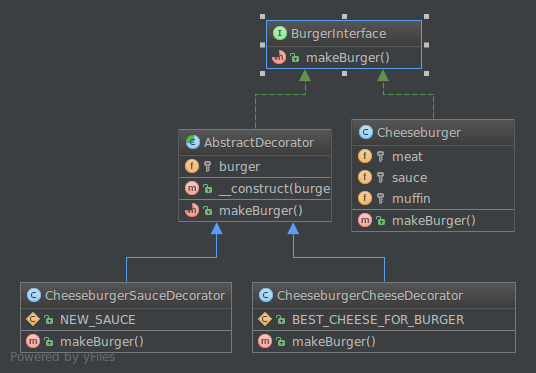 BurgerInterface
makeBurger()
AbstractDecorator
burger
__construct(burge
makeBurger()
Cheeseburger
meat
sauce
muffin
makeBurger()
CheeseburgerSauceDecorator
NEW_SAUCE
makeBurger()
CheeseburgerCheeseDecorator
BEST_CHEESE_FOR_BURGER
makeBurger()
Powered by yFiles